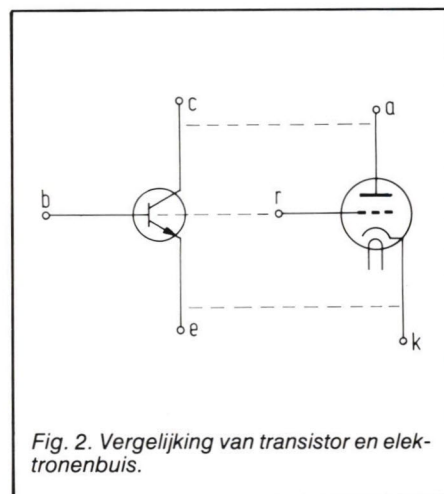 c
a
b
r
e
k
Fig. 2. Vergelijking van transistor en elek-
tronenbuis.